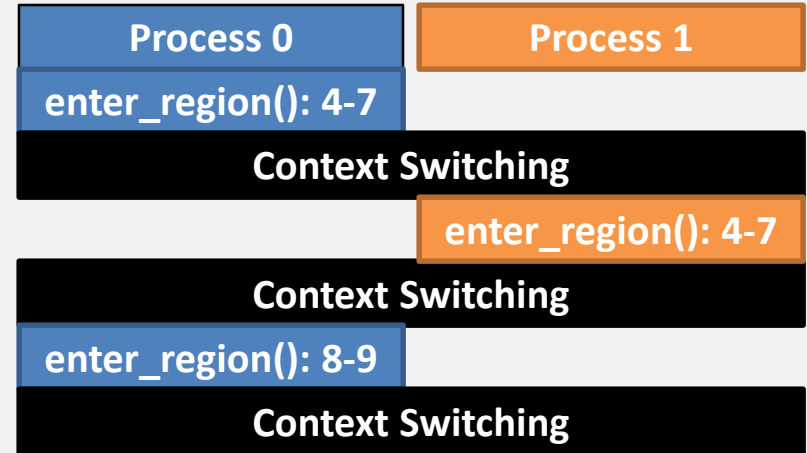 Process 0
Process 1
enter_region(): 4-7
Context Switching
enter_region(): 4-7
Context Switching
enter_region(): 8-9
Context Switching